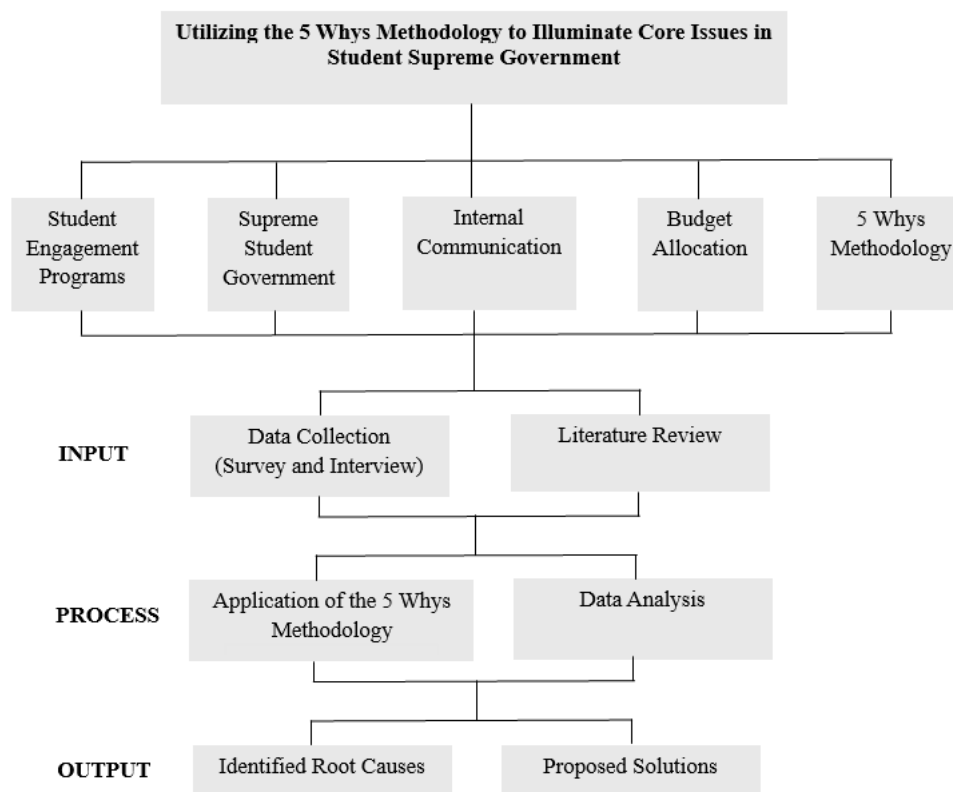 Utilizing the 5 Whys Methodology to Illuminate Core Issues in
Student Supreme Government
Student
Engagement
Programs
Supreme
Student
Government
Internal
Communication
Budget
Allocation
5 Whys
Methodology
INPUT
Data Collection
(Survey and Interview)
Literature Review
PROCESS
Application of the 5 Whys
Methodology
Data Analysis
OUTPUT
Identified Root Causes
Proposed Solutions